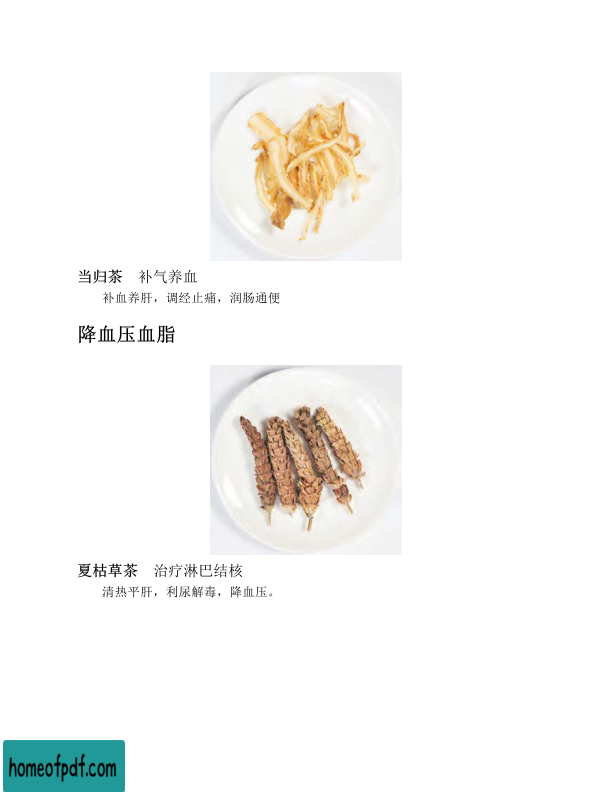 当归茶 补气养血
补血养肝，调经止痛，润肠通便
降血压血脂
夏枯草茶 治疗淋巴结核
清热平肝，利尿解毒，降血压。
homeofpdf.com